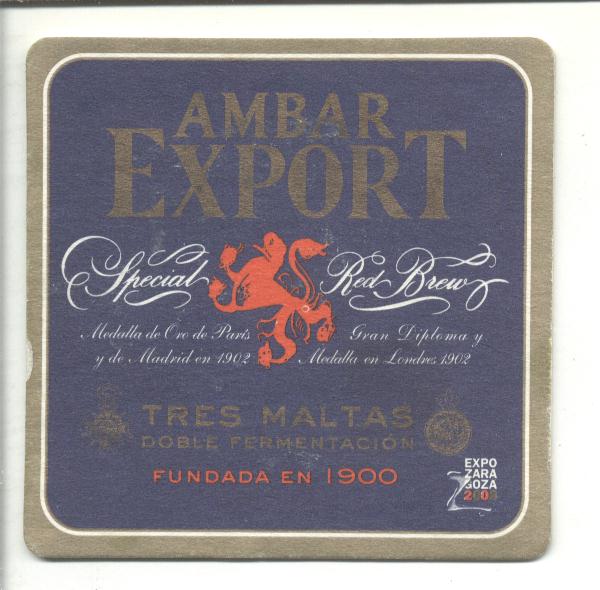 AMBAR
EXPORT
Special Red Brew
Medalla de Oro de París
y de Madrid en 1902
Gran Diploma y
Medalla en Londres 1902
TRES MALTAS
DOBLE FERMENTACIÓN
FUNDADA EN 1900
EXPO
ZARA
GOZA
2008